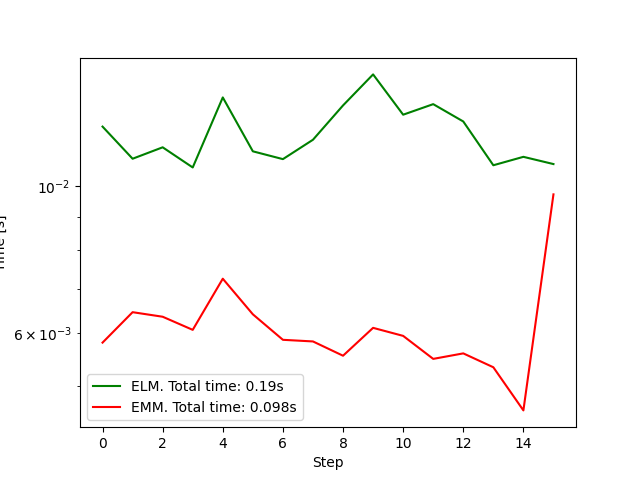 10⁻²
6 × 10⁻³
[s]
ELM. Total time: 0.19s
EMM. Total time: 0.098s
0 2 4 6 8 10 12 14
Step